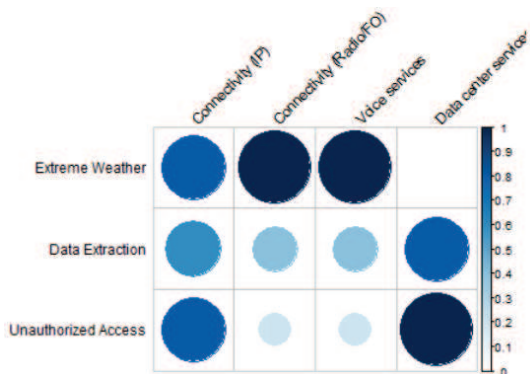 Connectivity (IP)
Connectivity (Radio/FO)
Voice services
Data center servic
Extreme Weather
Data Extraction
Unauthorized Access
1
0.9
0.8
0.7
0.6
0.5
0.4
0.3
0.2
0.1
0